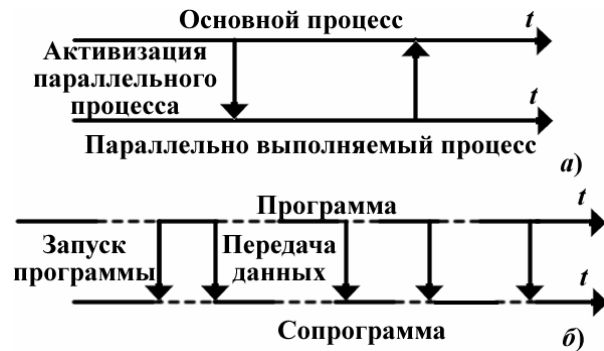 Основной процесс
t
Активизация
параллельного
процесса
t
Параллельно выполняемый процесс
а)
Программа
t
Запуск
программы
Передача
данных
t
Сопрограмма
б)